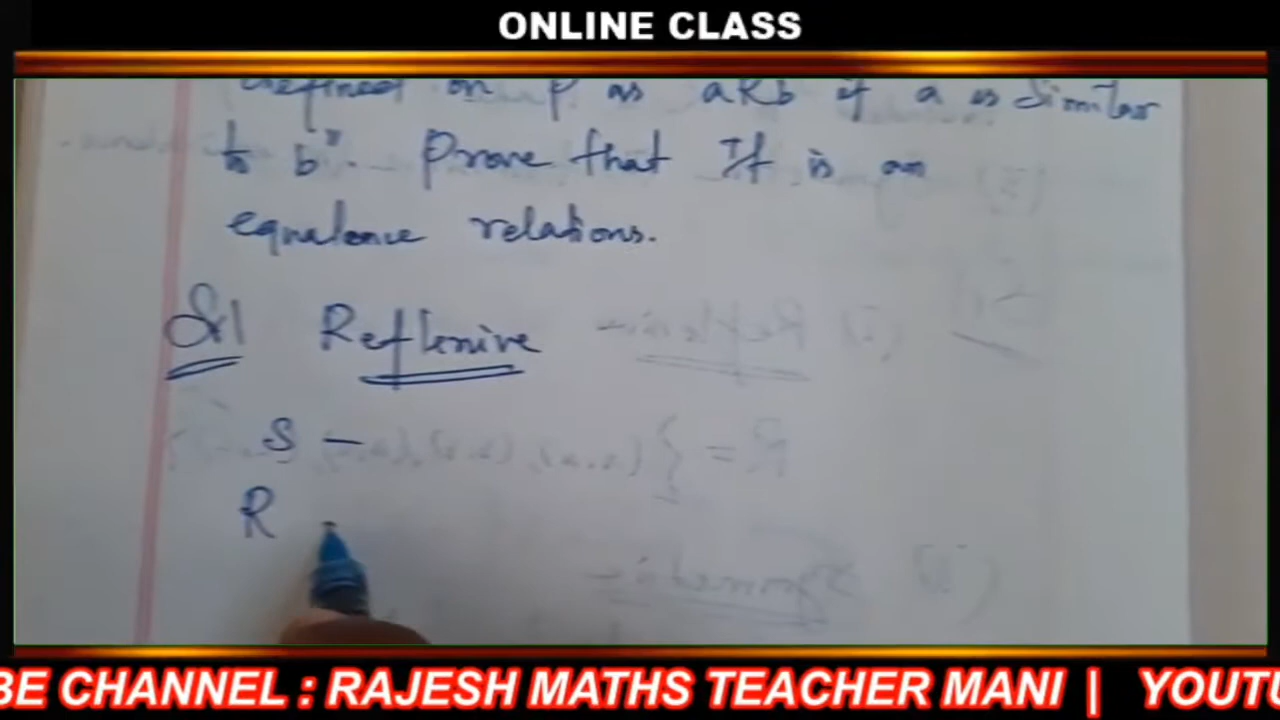 ONLINE CLASS
defined on P as aRb if a is similar
to b". Prove that It is an
equalence relations.
Sol Reflexive
S –
R
BE CHANNEL : RAJESH MATHS TEACHER MANI | YOUTU